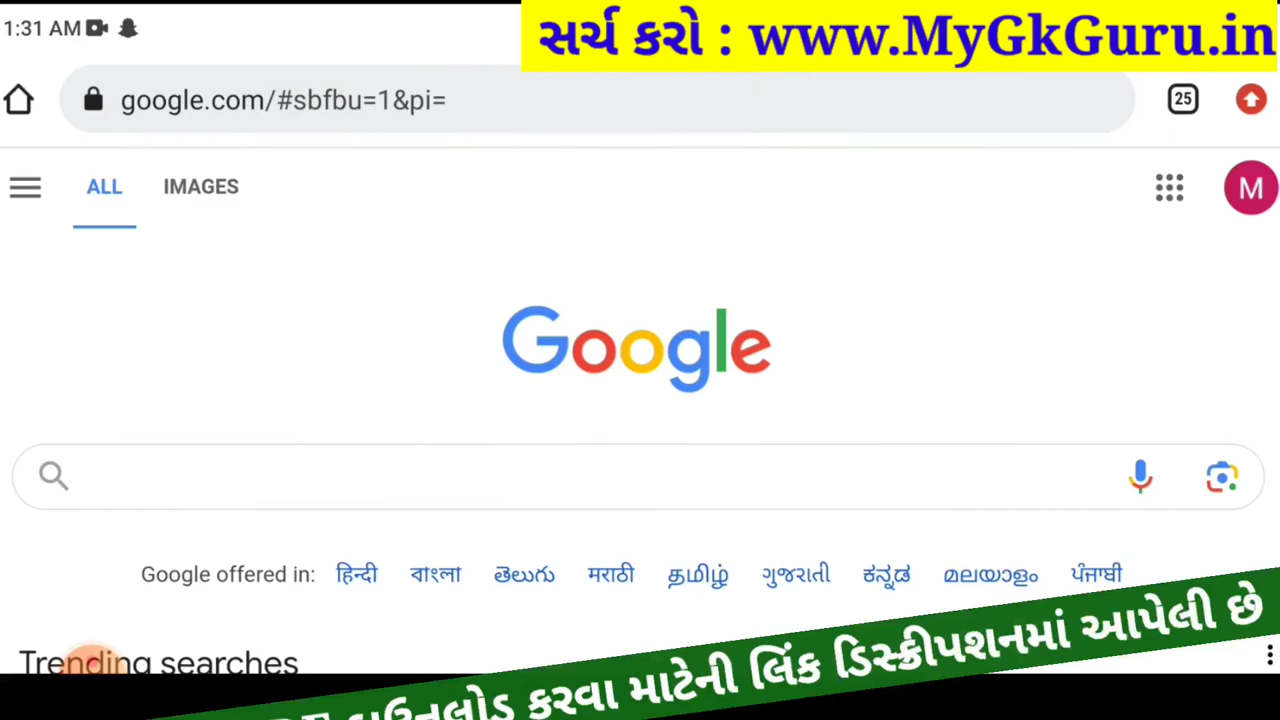 1:31 AM
સર્ચ કરો : www.MyGkGuru.in
google.com/#sbfbu=1&pi=
25
ALL IMAGES
M
Google
Google offered in: हिन्दी বাংলা తెలుగు मराठी தமிழ் ગુજરાતી ಕನ್ನಡ മലയാളം ਪੰਜਾਬੀ
Trending searches
ડાઉનલોડ કરવા માટેની લિંક ડિસ્ક્રીપશનમાં આપેલી છે